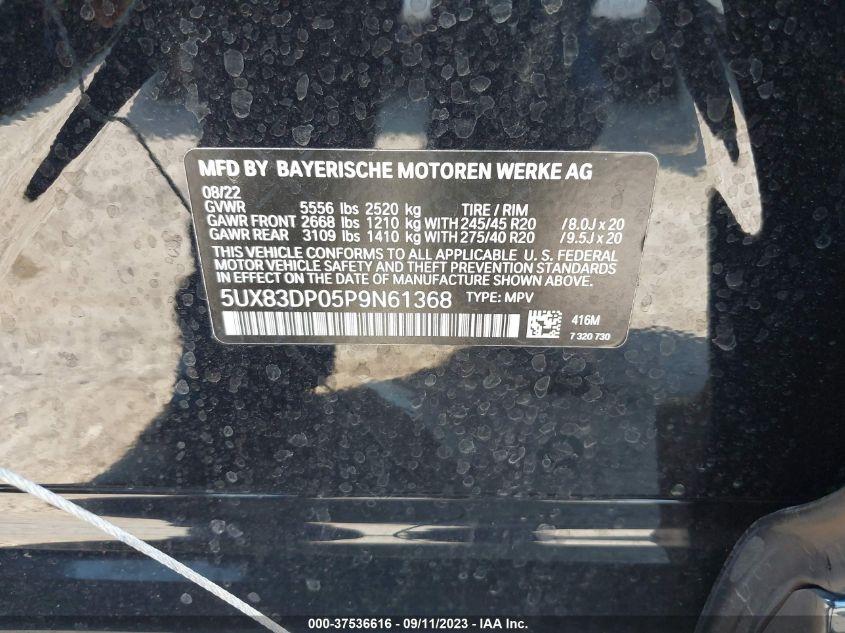 MFD BY BAYERISCHE MOTOREN WERKE AG
08/22
GVWR 5556 lbs 2520 kg TIRE / RIM
GAWR FRONT 2668 lbs 1210 kg WITH 245/45 R20 / 8.0J x 20
GAWR REAR 3109 lbs 1410 kg WITH 275/40 R20 / 9.5J x 20
THIS VEHICLE CONFORMS TO ALL APPLICABLE U. S. FEDERAL
MOTOR VEHICLE SAFETY AND THEFT PREVENTION STANDARDS
IN EFFECT ON THE DATE OF MANUFACTURE SHOWN ABOVE.
5UX83DP05P9N61368 TYPE: MPV
416M
7 320 730
000-37536616 - 09/11/2023 - IAA Inc.